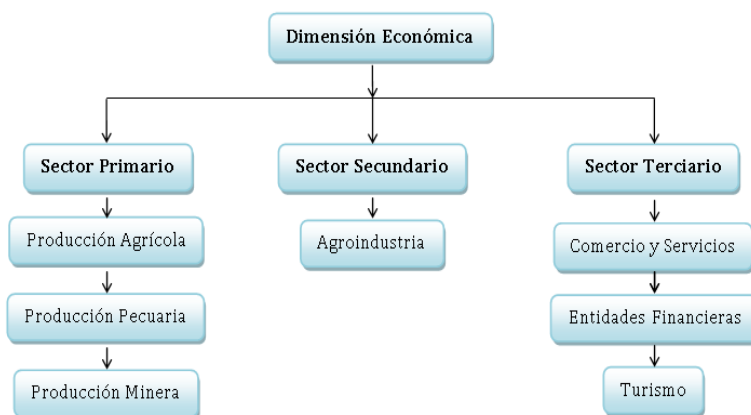 Dimensión Económica
Sector Primario
Sector Secundario
Sector Terciario
Producción Agrícola
Agroindustria
Comercio y Servicios
Producción Pecuaria
Entidades Financieras
Producción Minera
Turismo